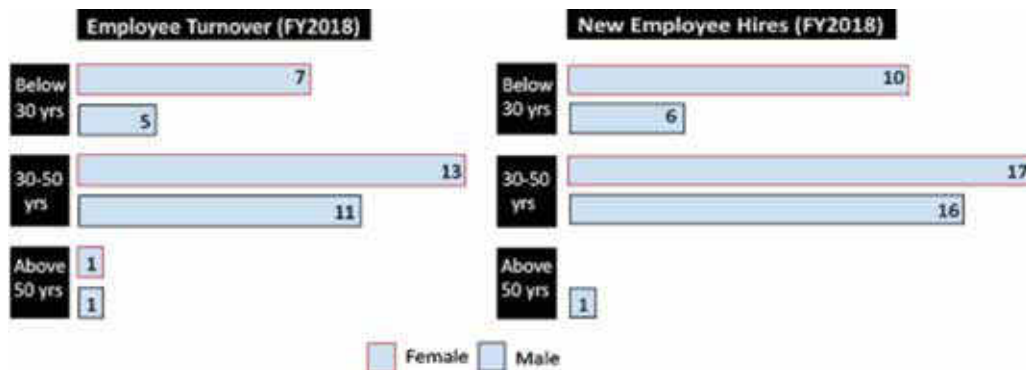 Employee Turnover (FY2018)
Below
30 yrs
7
5
30-50
yrs
13
11
Above
50 yrs
1
1
New Employee Hires (FY2018)
Below
30 yrs
10
6
30-50
yrs
17
16
Above
50 yrs
1
Female
Male